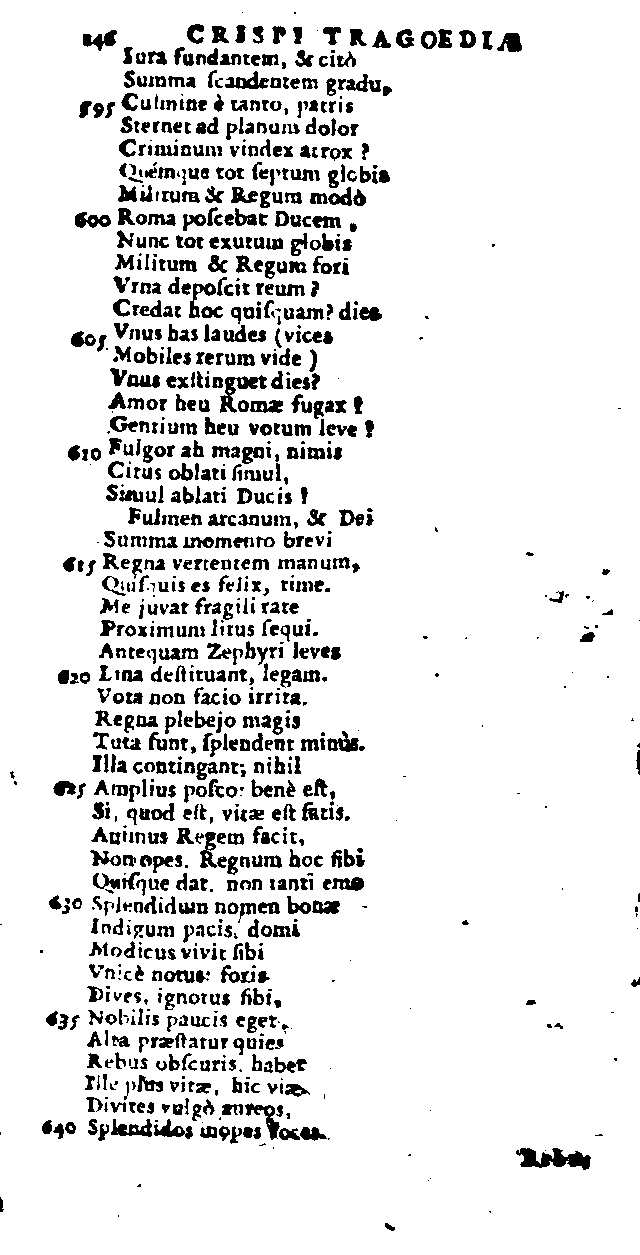 246 CRISPI TRAGOEDIÆ
Iura fundantem, & citò
Summa ſcandentem gradu,
595 Culmine è tanto, patris
Sternet ad planum dolor
Criminum vindex atrox ?
Quémque tot ſeptum globis
Militum & Regum modò
600 Roma poſcebat Ducem,
Nunc tot exutum globis
Militum & Regum fori
Vrna depoſcit reum ?
Credat hoc quiſquam? dies
605 Vnus has laudes (vices
Mobiles rerum vide )
Vnus exſtinguet dies?
Amor heu Romæ fugax !
Gentium heu votum leve !
610 Fulgor ah magni, nimis
Citus oblati ſimul,
Simul ablati Ducis !
Fulmen arcanum, & Dei
Summa momento brevi
615 Regna vertentem manum,
Quiſquis es felix, time.
Me juvat fragili rate
Proximum litus ſequi.
Antequam Zephyri leves
620 Lina deſtituant, legam.
Vota non facio irrita.
Regna plebejo magis
Tuta ſunt, ſplendent minùs.
Illa contingant; nihil
625 Amplius poſco: benè eſt,
Si, quod eſt, vitæ eſt ſatis.
Animus Regem facit,
Non opes. Regnum hoc ſibi
Quiſque dat. non tanti emo
630 Splendidum nomen bonæ
Indigum pacis, domi
Modicus vivit ſibi
Vnicè notus: foris
Dives, ignotus ſibi,
635 Nobilis paucis eget.
Alta præſtatur quies
Rebus obſcuris. habet
Ille plus vitæ, hic viæ.
Divites vulgò aureos,
640 Splendidos inopes voces.
Rebus